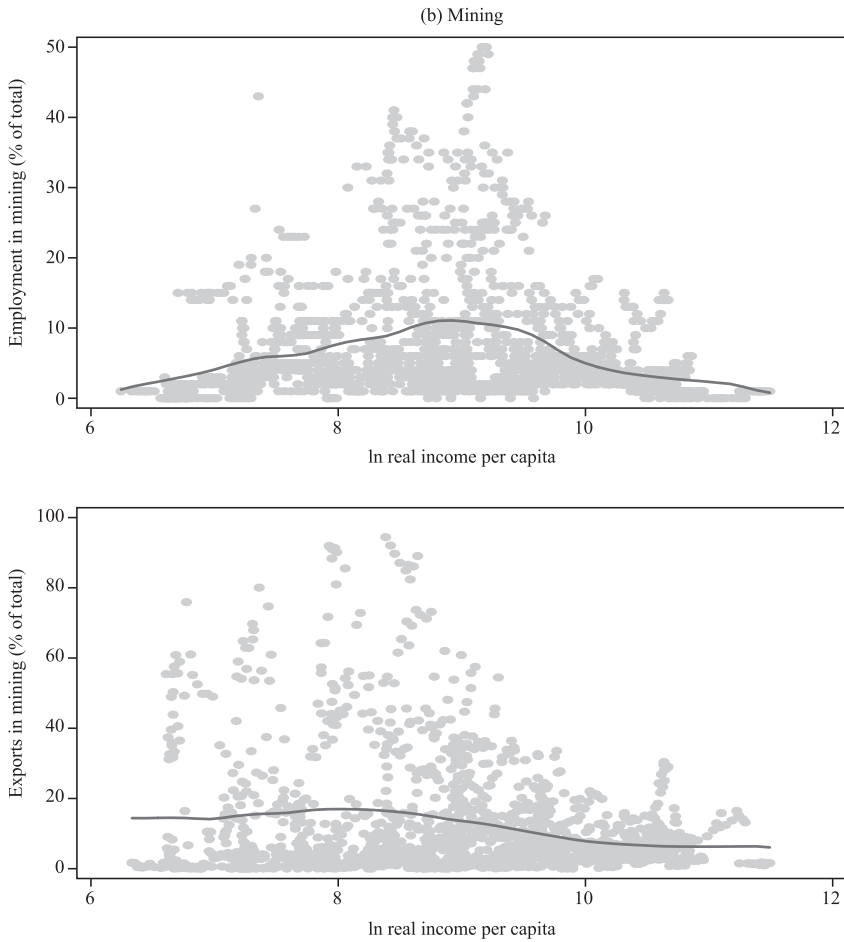 (b) Mining
Employment in mining (% of total)
50
40
30
20
10
0
6 8 10 12
ln real income per capita
Exports in mining (% of total)
100
80
60
40
20
0
6 8 10 12
ln real income per capita